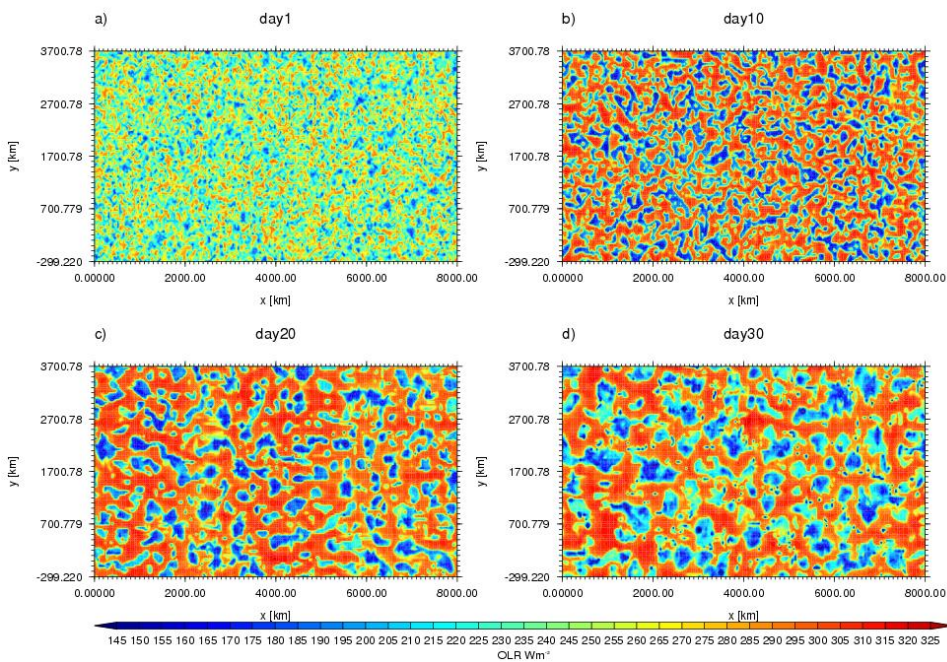 a) day1
b) day10
3700.78
2700.78
1700.78
700.779
-299.220
y [km]
0.00000 2000.00 4000.00 6000.00 8000.00
x [km]
3700.78
2700.78
1700.78
700.779
-299.220
y [km]
0.00000 2000.00 4000.00 6000.00 8000.00
x [km]
c) day20
d) day30
3700.78
2700.78
1700.78
700.779
-299.220
y [km]
0.00000 2000.00 4000.00 6000.00 8000.00
x [km]
3700.78
2700.78
1700.78
700.779
-299.220
y [km]
0.00000 2000.00 4000.00 6000.00 8000.00
x [km]
145 150 155 160 165 170 175 180 185 190 195 200 205 210 215 220 225 230 235 240 245 250 255 260 265 270 275 280 285 290 295 300 305 310 315 320 325
OLR Wm⁻²